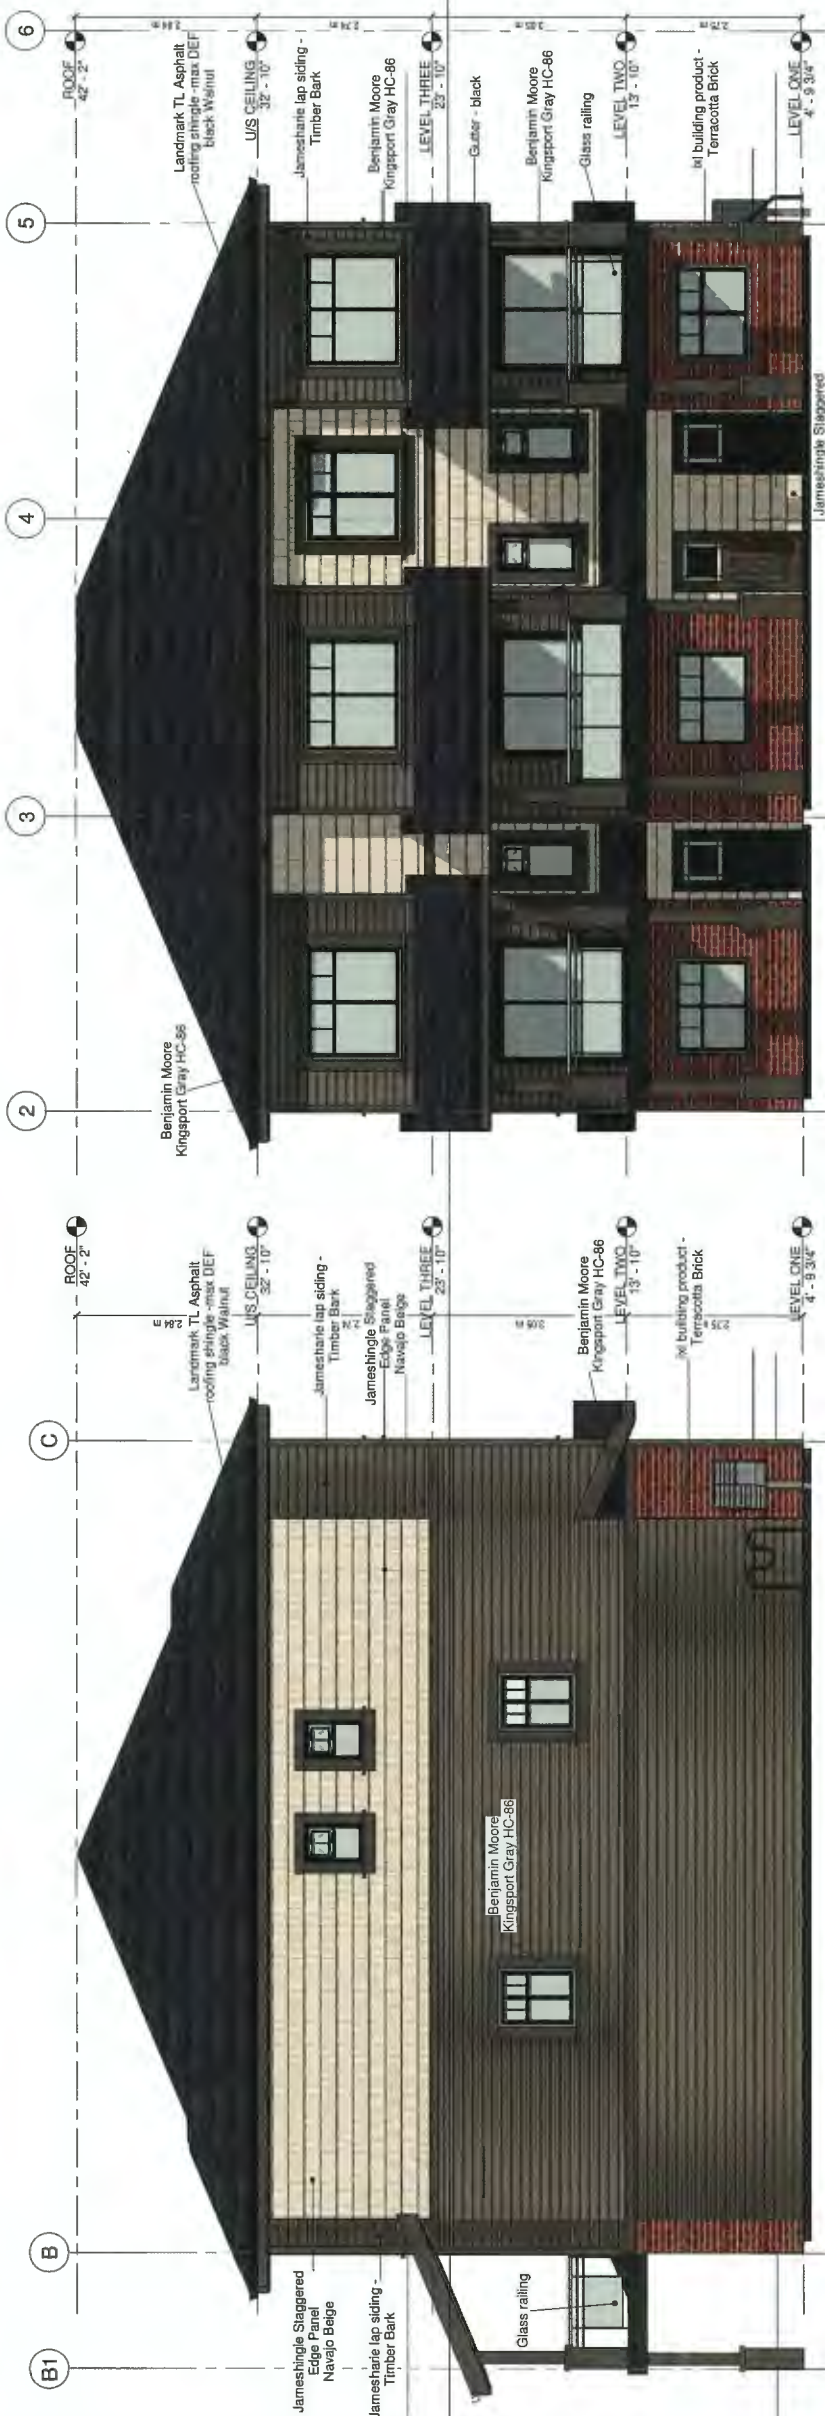 B1
B
C
ROOF
42' - 2"
Landmark TL Asphalt
roofing shingle -max DEF
black Walnut
U/S CEILING
32' - 10"
Jamesharie lap siding -
Timber Bark
Jameshingle Staggered
Edge Panel
Navajo Beige
LEVEL THREE
23' - 10"
Benjamin Moore
Kingsport Gray HC-86
LEVEL TWO
13' - 10"
[x] building product -
Terracotta Brick
LEVEL ONE
4' - 9 3/4"
Jameshingle Staggered
Edge Panel
Navajo Beige
Jamesharie lap siding -
Timber Bark
Glass railing
Benjamin Moore
Kingsport Gray HC-86
2
3
4
5
6
Benjamin Moore
Kingsport Gray HC-86
ROOF
42' - 2"
Landmark TL Asphalt
roofing shingle -max DEF
black Walnut
U/S CEILING
32' - 10"
Jamesharie lap siding -
Timber Bark
Benjamin Moore
Kingsport Gray HC-86
LEVEL THREE
23' - 10"
Gutter - black
Benjamin Moore
Kingsport Gray HC-86
Glass railing
LEVEL TWO
13' - 10"
[x] building product -
Terracotta Brick
LEVEL ONE
4' - 9 3/4"
Jameshingle Staggered